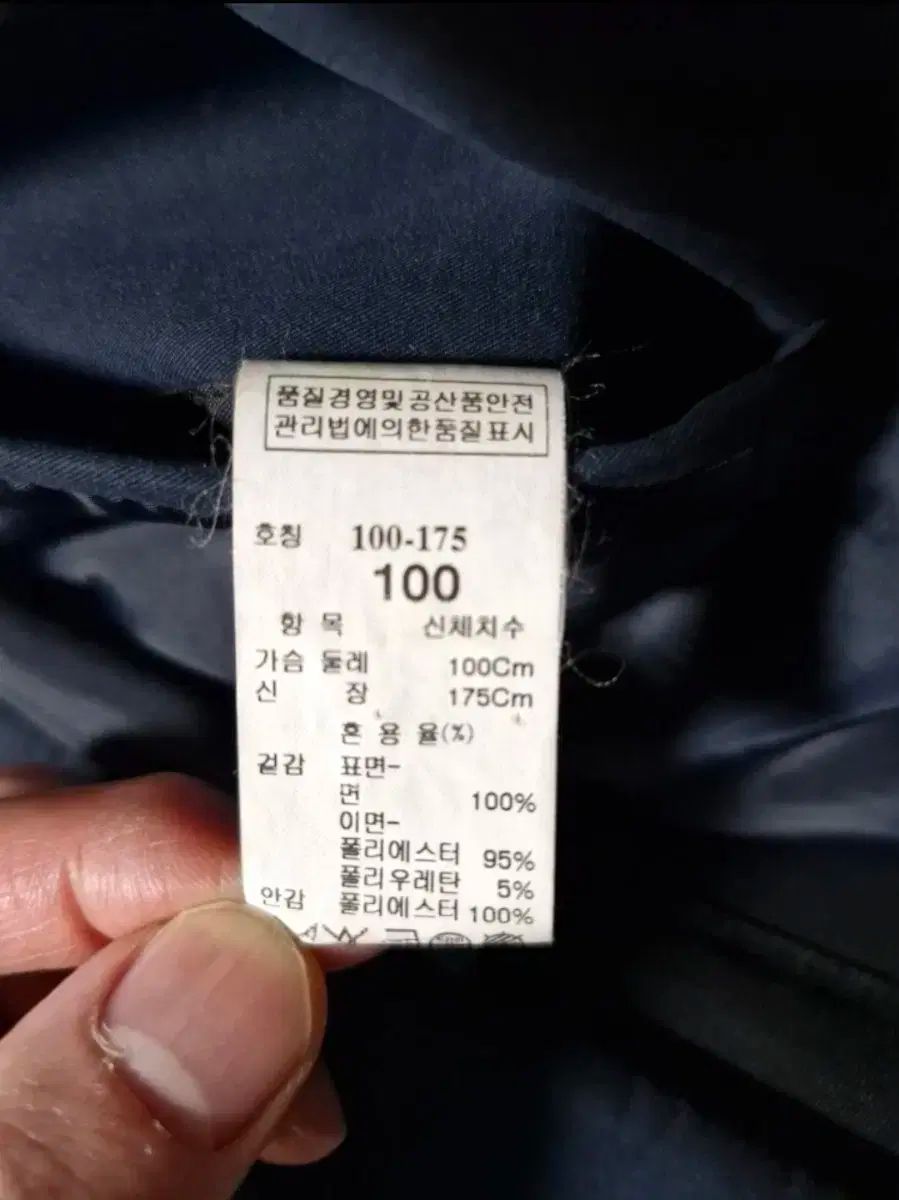 품질경영및공산품안전
관리법에의한품질표시
호칭 100-175
100
항 목 신체치수
가슴 둘레 100Cm
신 장 175Cm
혼 용 율(%)
겉감 표면-
면 100%
이면-
폴리에스터 95%
폴리우레탄 5%
안감 폴리에스터 100%